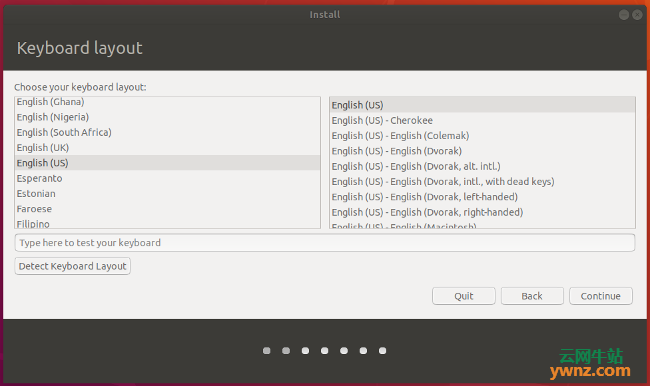 Install
Keyboard layout
Choose your keyboard layout:
English (Ghana)
English (Nigeria)
English (South Africa)
English (UK)
English (US)
Esperanto
Estonian
Faroese
Filipino
English (US)
English (US) - Cherokee
English (US) - English (Colemak)
English (US) - English (Dvorak)
English (US) - English (Dvorak, alt. intl.)
English (US) - English (Dvorak, intl., with dead keys)
English (US) - English (Dvorak, left-handed)
English (US) - English (Dvorak, right-handed)
English (US) - English (Macintosh)
Type here to test your keyboard
Detect Keyboard Layout
Quit
Back
Continue
云网牛站
ywnz.com